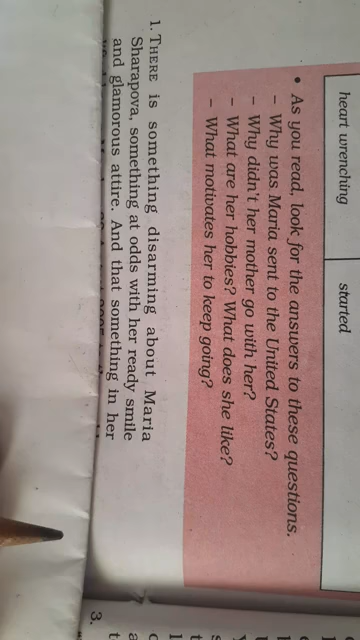 heart wrenching
started
• As you read, look for the answers to these questions.
– Why was Maria sent to the United States?
– Why didn't her mother go with her?
– What are her hobbies? What does she like?
– What motivates her to keep going?
1. THERE is something disarming about Maria
Sharapova, something at odds with her ready smile
and glamorous attire. And that something in her
3.